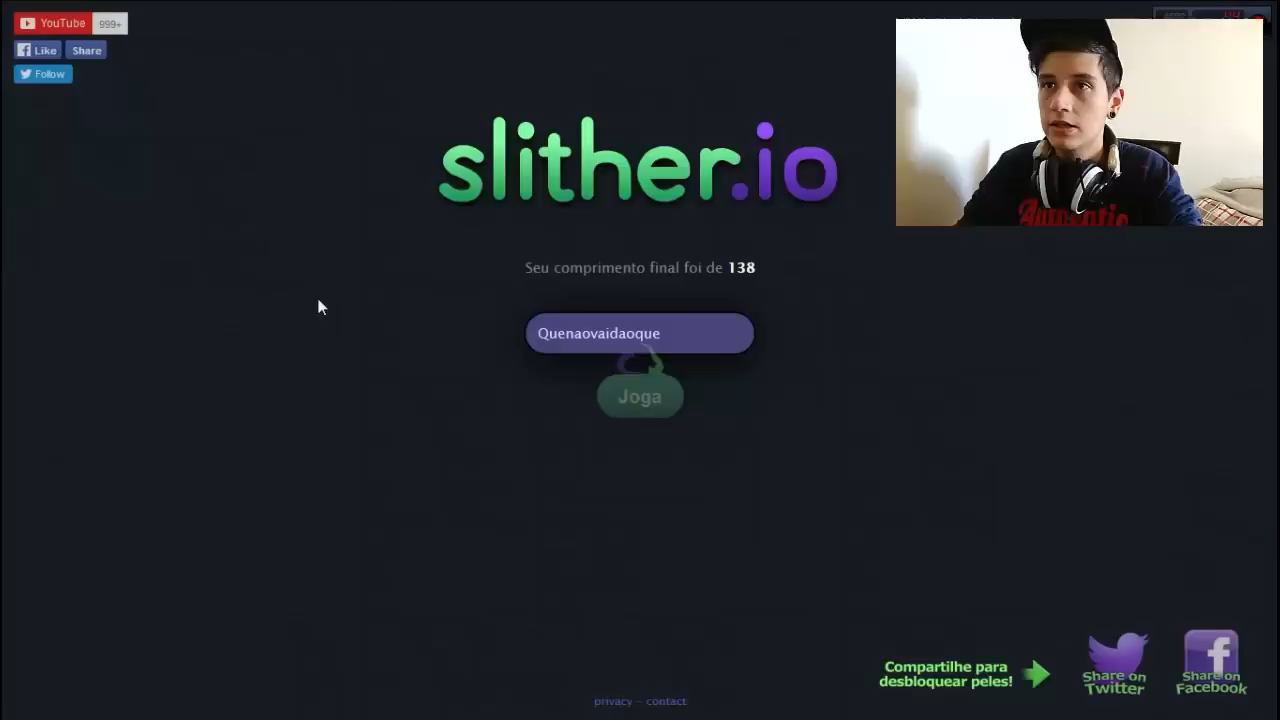 YouTube 999+
Like Share
Follow
slither.io
Authentic
Seu comprimento final foi de 138
Quenaovaidaoque
Joga
Compartilhe para
desbloquear peles!
Share on
Twitter
Share on
Facebook
privacy - contact